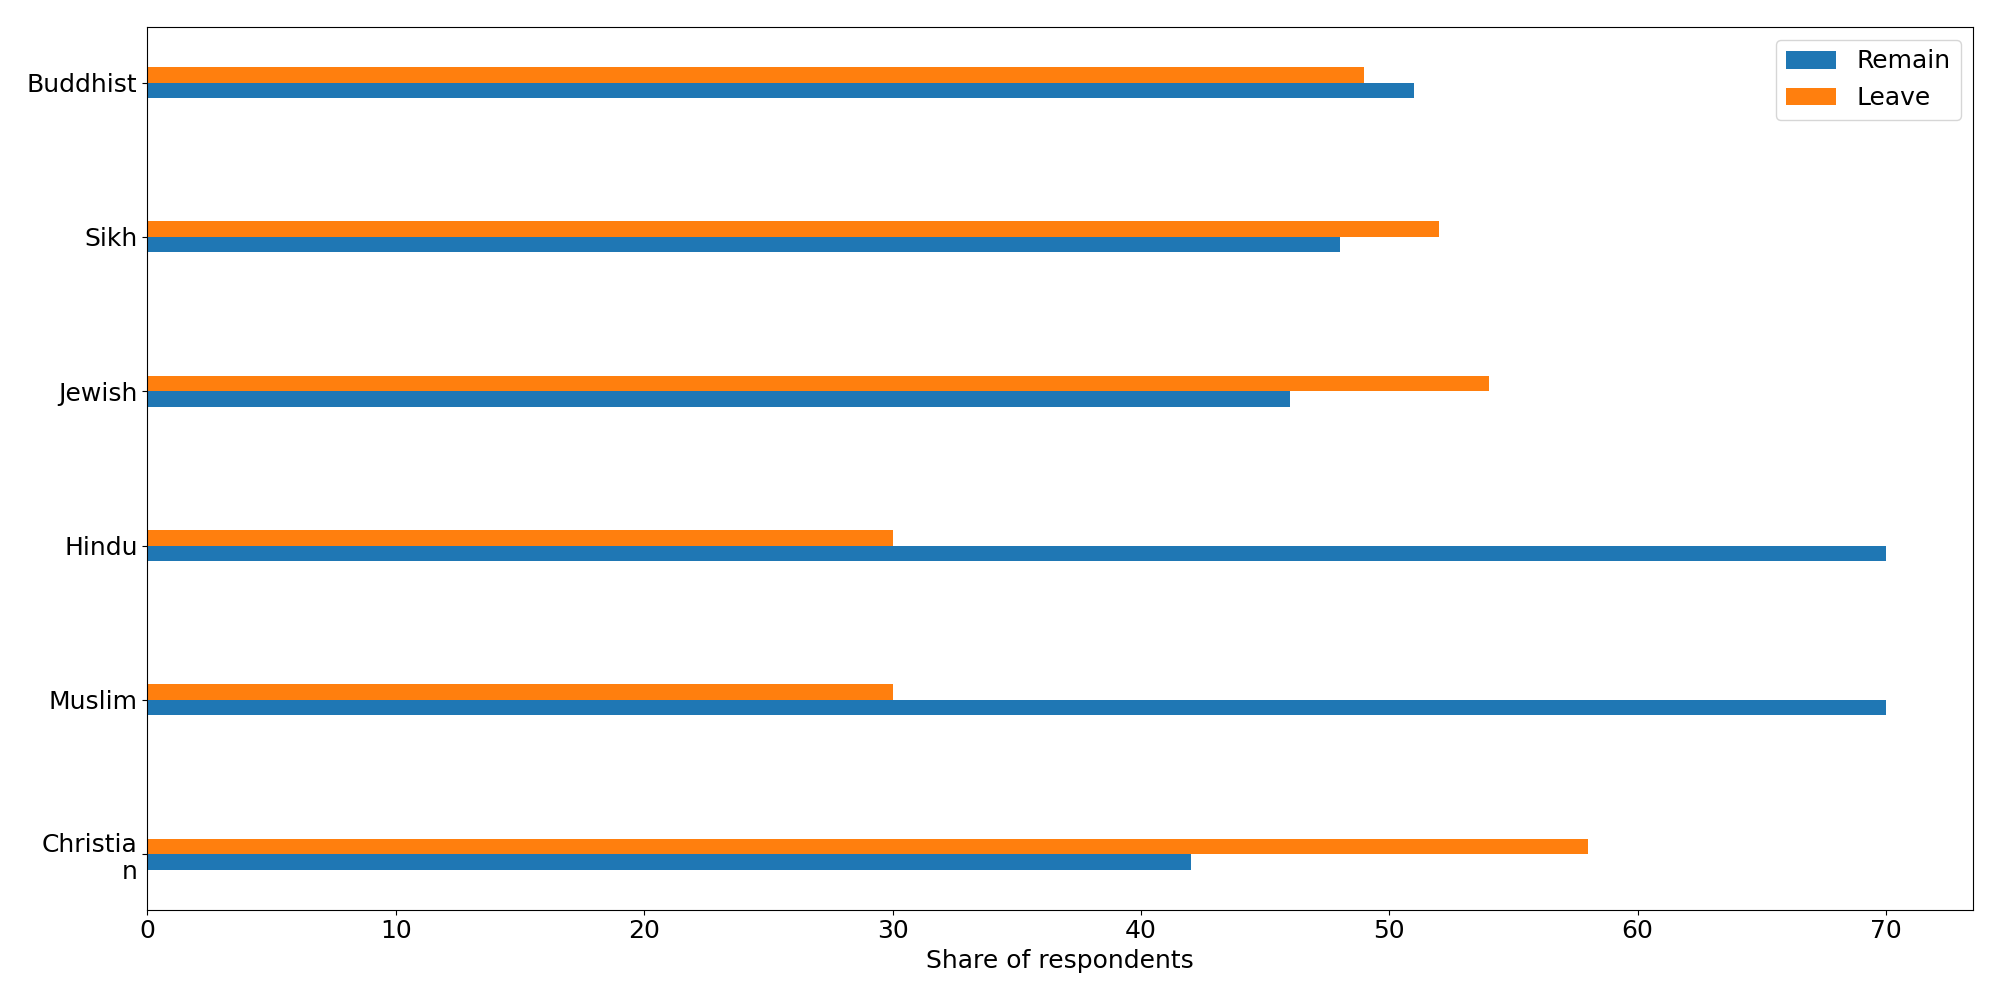 Remain
Leave
Buddhist
Sikh
Jewish
Hindu
Muslim
Christia
n
0 10 20 30 40 50 60 70
Share of respondents